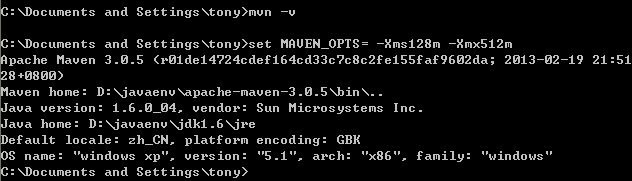 C:\Documents and Settings\tony>mvn -v
C:\Documents and Settings\tony>set MAVEN_OPTS= -Xms128m -Xmx512m
Apache Maven 3.0.5 (r01de14724cdef164cd33c7c8c2fe155faf9602da; 2013-02-19 21:51
28+0800)
Maven home: D:\javaenv\apache-maven-3.0.5\bin\..
Java version: 1.6.0_04, vendor: Sun Microsystems Inc.
Java home: D:\javaenv\jdk1.6\jre
Default locale: zh_CN, platform encoding: GBK
OS name: "windows xp", version: "5.1", arch: "x86", family: "windows"
C:\Documents and Settings\tony>